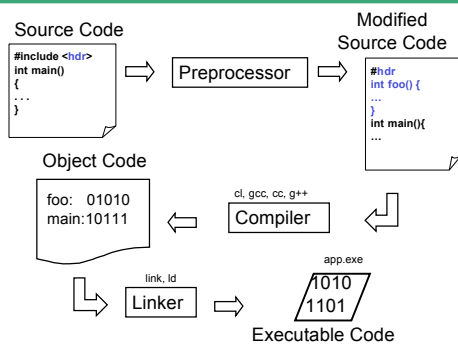 Source Code
#include <hdr>
int main()
{
. . .
}
Preprocessor
Modified
Source Code
#hdr
int foo() {
...
}
int main(){
...
Object Code
foo: 01010
main:10111
cl, gcc, cc, g++
Compiler
link, ld
Linker
app.exe
1010
1101
Executable Code